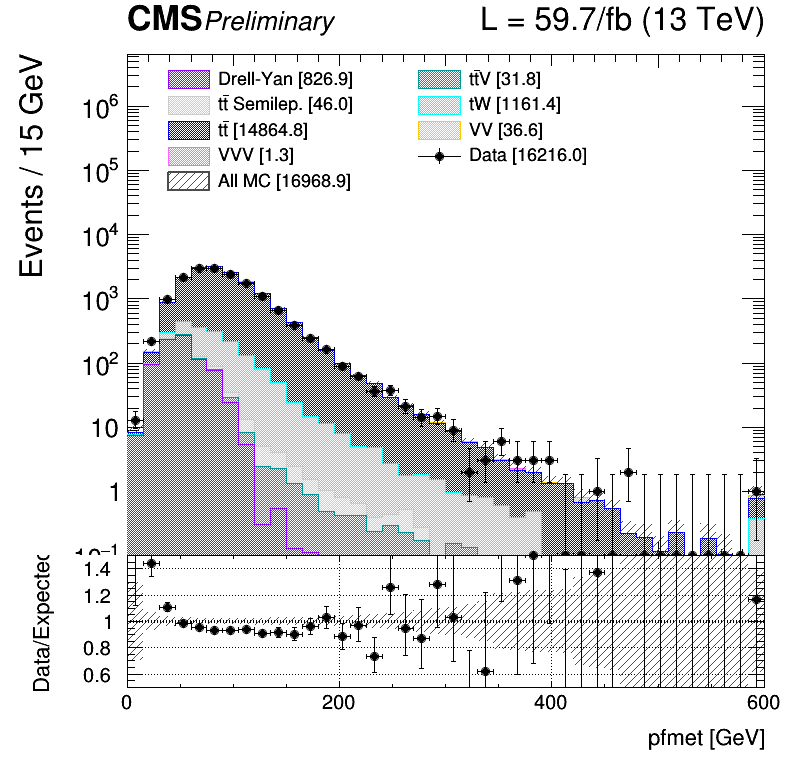 CMS Preliminary L = 59.7/fb (13 TeV)
Events / 15 GeV
Drell-Yan [826.9]
tt̄ Semilep. [46.0]
tt̄ [14864.8]
VVV [1.3]
All MC [16968.9]
tt̄V [31.8]
tW [1161.4]
VV [36.6]
Data [16216.0]
10⁶
10⁵
10⁴
10³
10²
10
1
10⁻¹
Data/Expected
1.4
1.2
1
0.8
0.6
0 200 400 600
pfmet [GeV]